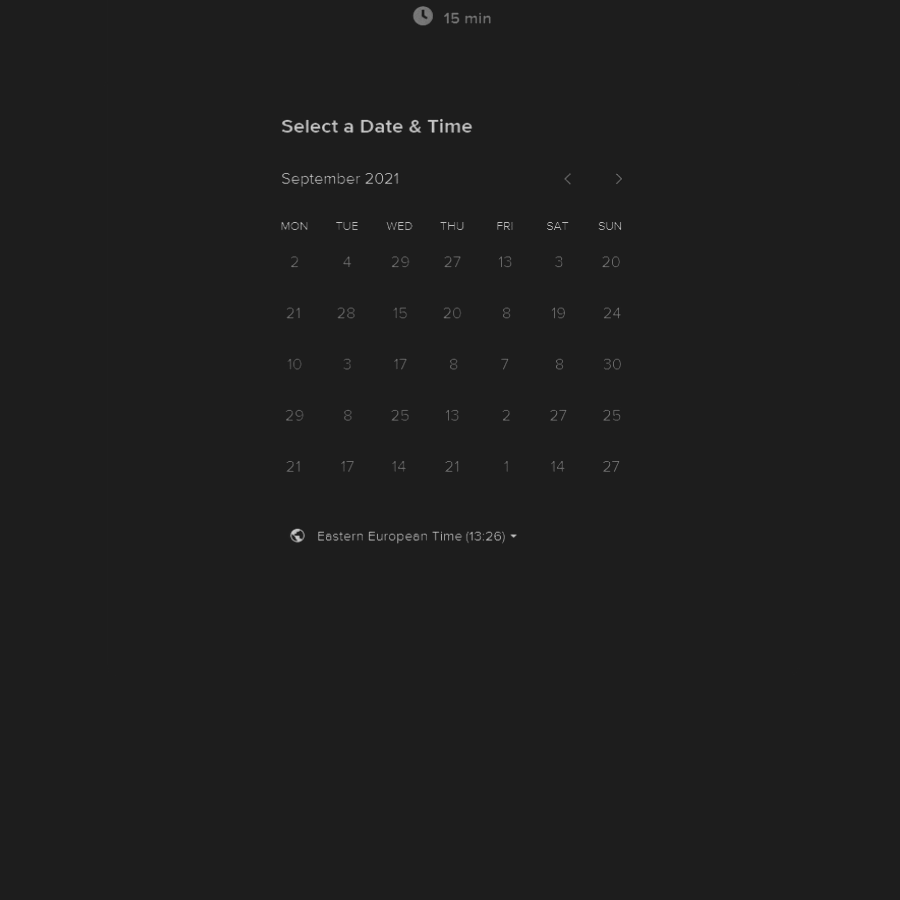 15 min
Select a Date & Time
September 2021
MON TUE WED THU FRI SAT SUN
2 4 29 27 13 3 20
21 28 15 20 8 19 24
10 3 17 8 7 8 30
29 8 25 13 2 27 25
21 17 14 21 1 14 27
Eastern European Time (13:26)